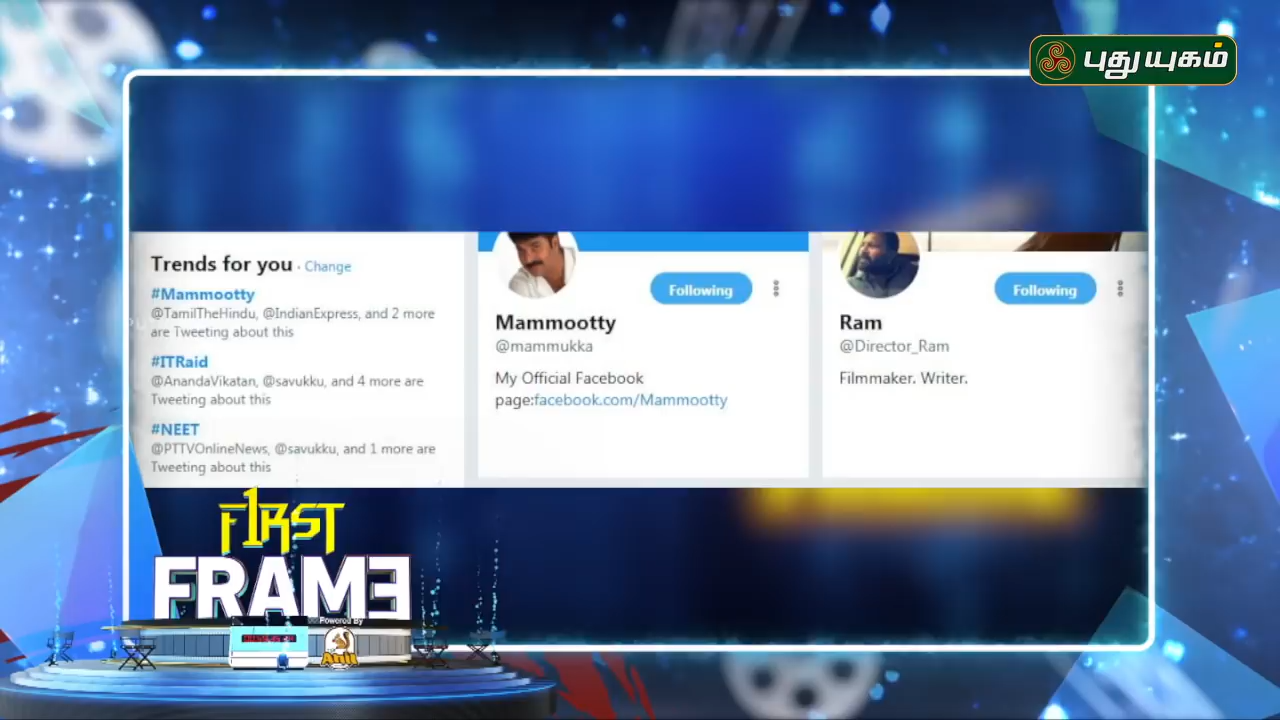 புதுயுகம்
Trends for you · Change
#Mammootty
@TamilTheHindu, @IndianExpress, and 2 more
are Tweeting about this
#ITRaid
@AnandaVikatan, @savukku, and 4 more are
Tweeting about this
#NEET
@PTTVOnlineNews, @savukku, and 1 more are
Tweeting about this
Following
Mammootty
@mammukka
My Official Facebook
page:facebook.com/Mammootty
Following
Ram
@Director_Ram
Filmmaker. Writer.
F1RST
FRAME
Powered By
Anil